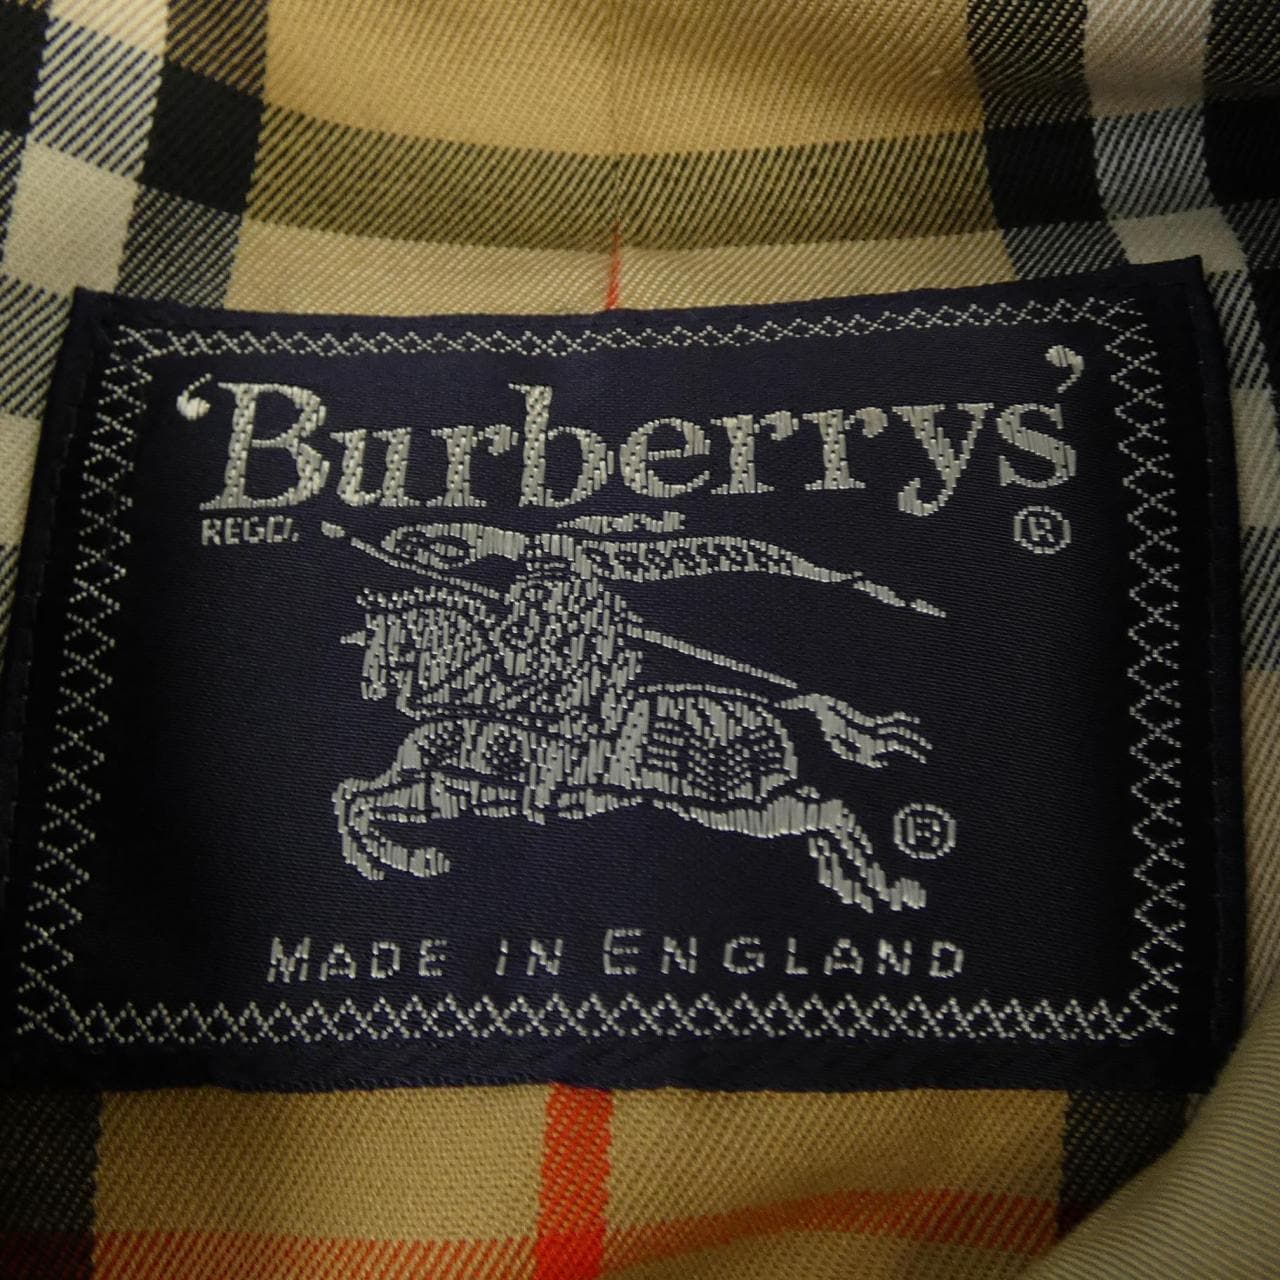 ‘Burberrys’
REGD. ®
®
MADE IN ENGLAND